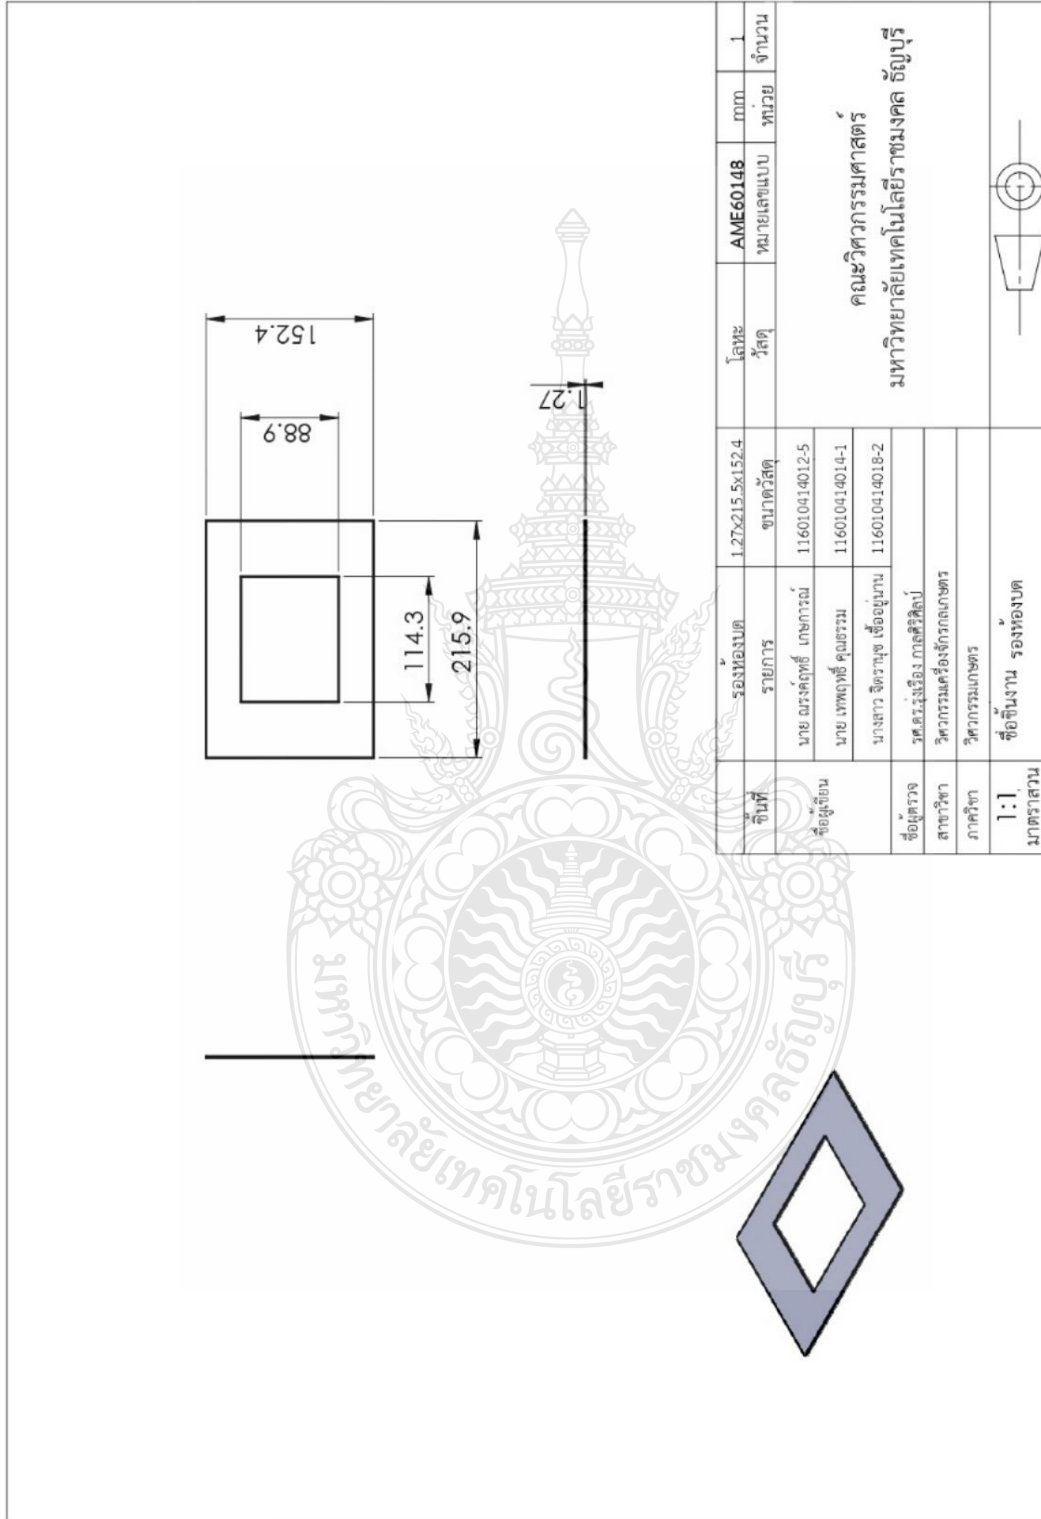 152.4
88.9
114.3
215.9
1.27
รองห้องบด 1.27x215.5x152.4 โลหะ AME60148 mm 1
ชิ้นที่ รายการ ขนาดวัสดุ วัสดุ หมายเลขแบบ หน่วย จำนวน
ชื่อผู้เขียน
นาย ณรงค์ฤทธิ์ เกษการณ์ 116010414012-5
นาย เทพฤทธิ์ คุณธรรม 116010414014-1
นางสาว จิตรานุช เชื้ออยู่นาน 116010414018-2
คณะวิศวกรรมศาสตร์
มหาวิทยาลัยเทคโนโลยีราชมงคล ธัญบุรี
ชื่อผู้ตรวจ รศ.ดร.รุ่งเรือง กาลศิริศิลป์
สาขาวิชา วิศวกรรมเครื่องจักรกลเกษตร
ภาควิชา วิศวกรรมเกษตร
1:1 ชื่อชิ้นงาน รองห้องบด
มาตราส่วน
มหาวิทยาลัยเทคโนโลยีราชมงคลธัญบุรี